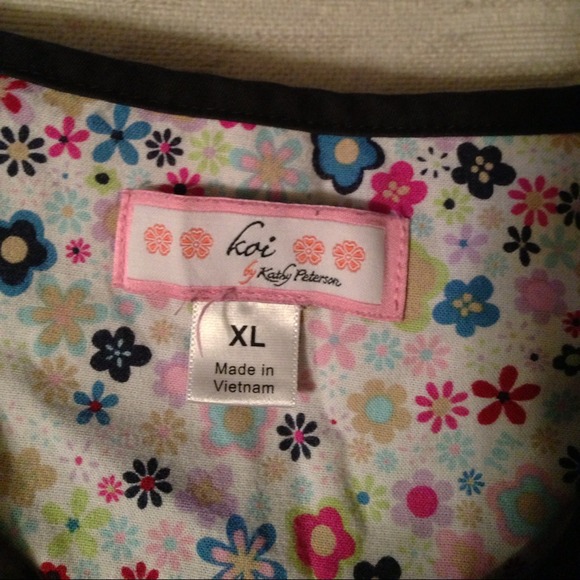 koi
by Kathy Peterson
XL
Made in
Vietnam